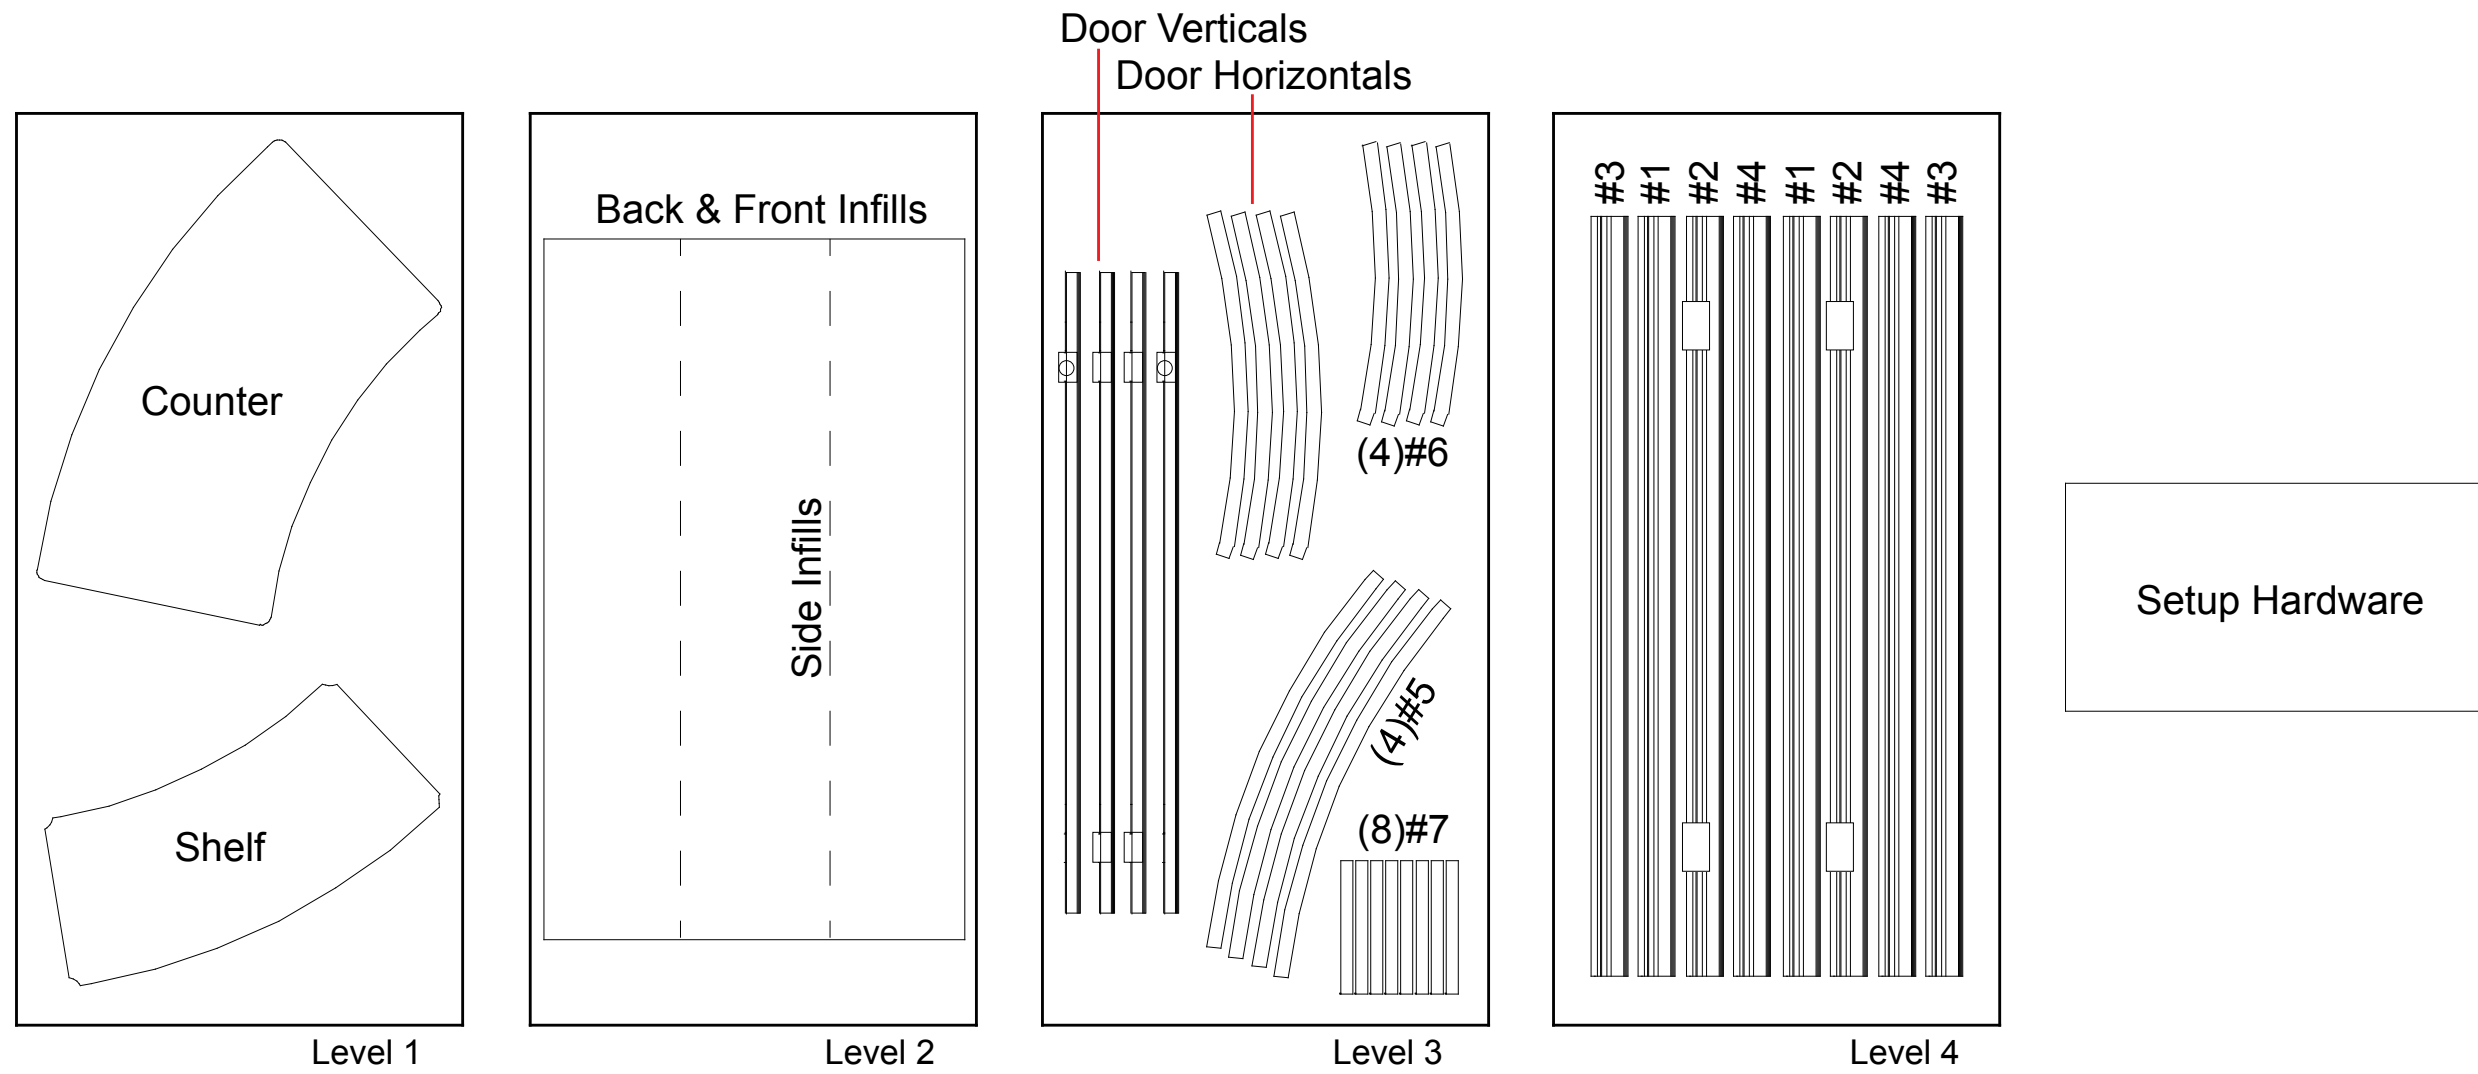 Door Verticals
Door Horizontals
Counter
Shelf
Level 1
Back & Front Infills
Side Infills
Level 2
(4)#6
(4)#5
(8)#7
Level 3
#3 #1 #2 #4 #1 #2 #4 #3
Level 4
Setup Hardware